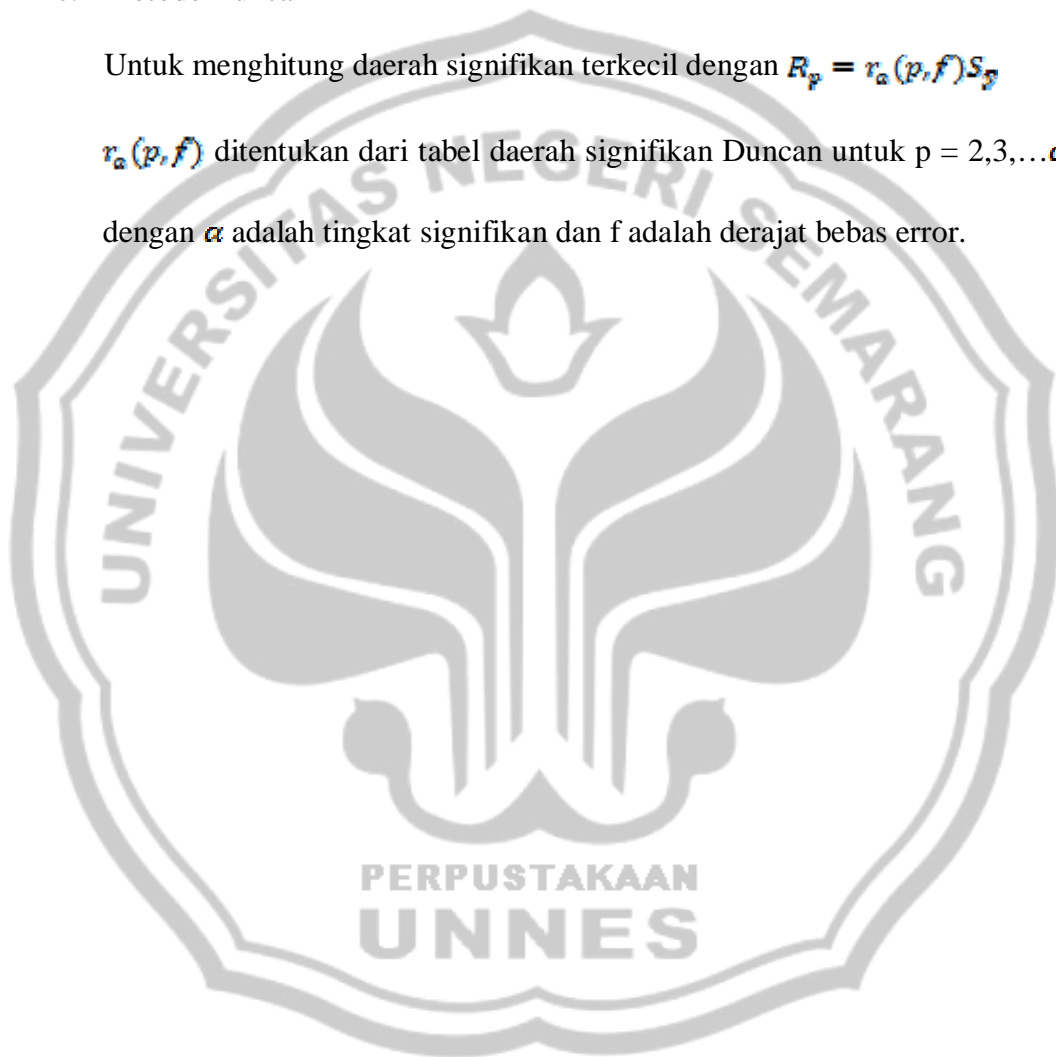 Untuk menghitung daerah signifikan terkecil dengan R_p = r_α(p,f)S_ȳ
r_α(p,f) ditentukan dari tabel daerah signifikan Duncan untuk p = 2,3,…
dengan α adalah tingkat signifikan dan f adalah derajat bebas error.
UNIVERSITAS NEGERI SEMARANG
PERPUSTAKAAN
UNNES